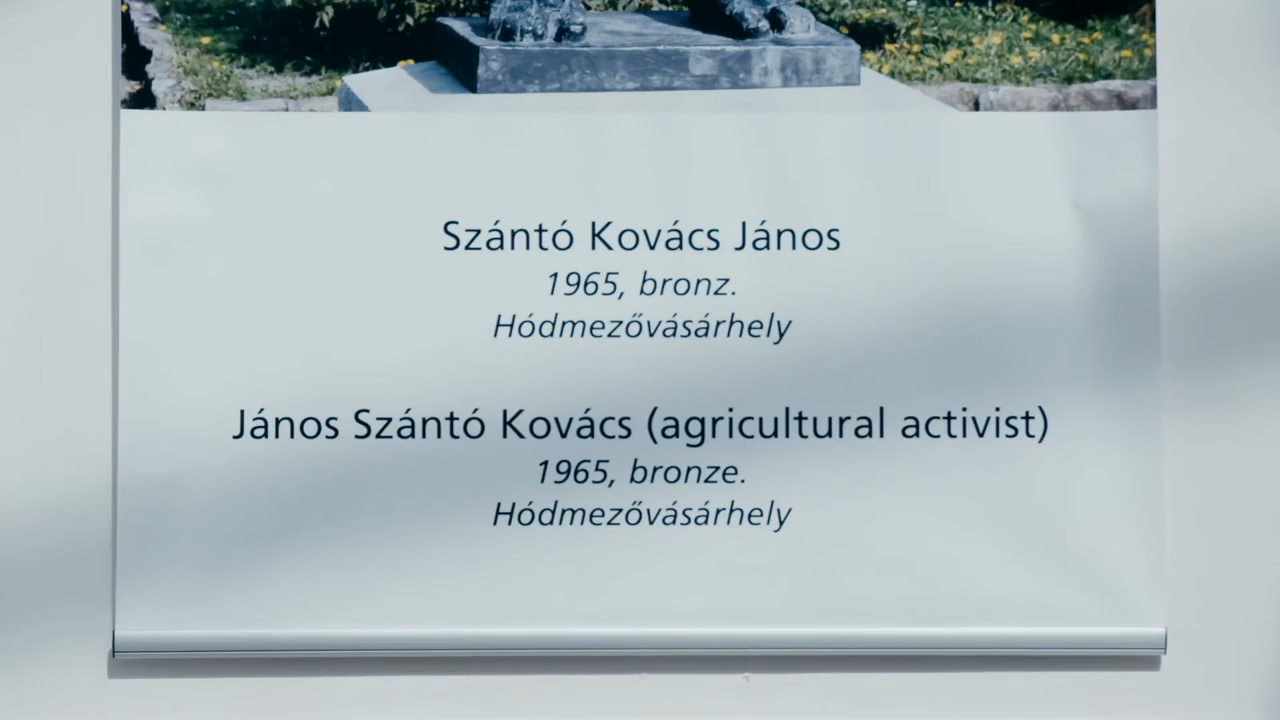 Szántó Kovács János
1965, bronz.
Hódmezővásárhely
János Szántó Kovács (agricultural activist)
1965, bronze.
Hódmezővásárhely